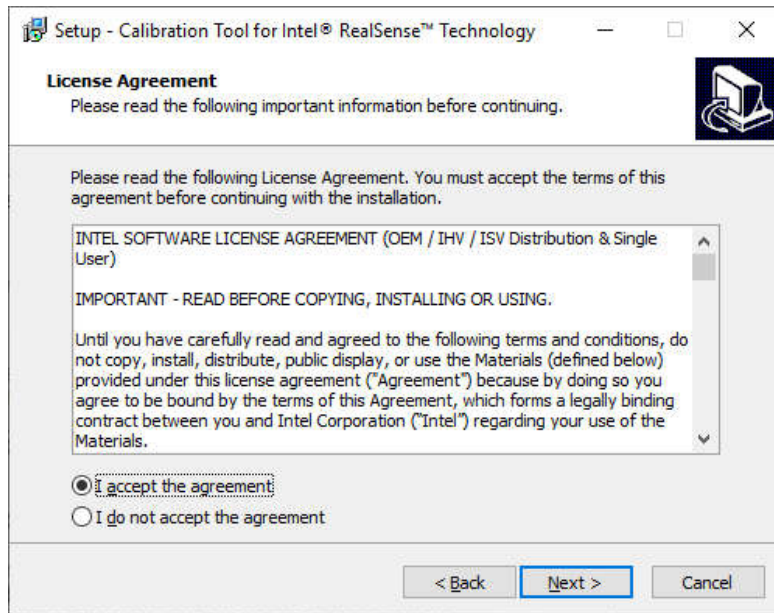 Setup - Calibration Tool for Intel® RealSense™ Technology
License Agreement
Please read the following important information before continuing.
Please read the following License Agreement. You must accept the terms of this
agreement before continuing with the installation.
INTEL SOFTWARE LICENSE AGREEMENT (OEM / IHV / ISV Distribution & Single
User)
IMPORTANT - READ BEFORE COPYING, INSTALLING OR USING.
Until you have carefully read and agreed to the following terms and conditions, do
not copy, install, distribute, public display, or use the Materials (defined below)
provided under this license agreement ("Agreement") because by doing so you
agree to be bound by the terms of this Agreement, which forms a legally binding
contract between you and Intel Corporation ("Intel") regarding your use of the
Materials.
I accept the agreement
I do not accept the agreement
< Back Next > Cancel